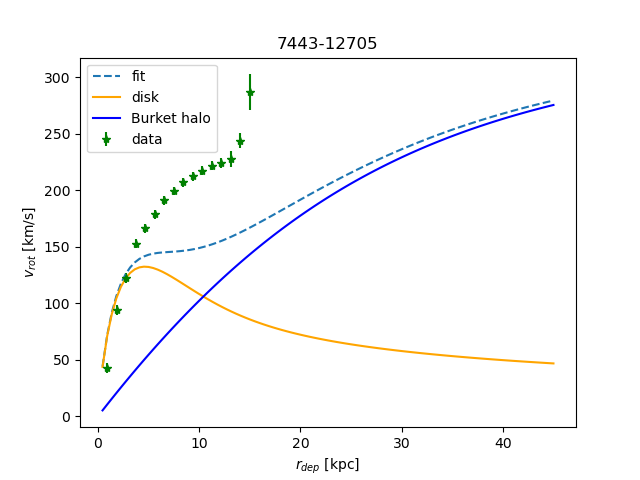 7443-12705
fit
disk
Burket halo
data
300
250
200
150
100
50
0
v_rot [km/s]
0 10 20 30 40
r_dep [kpc]